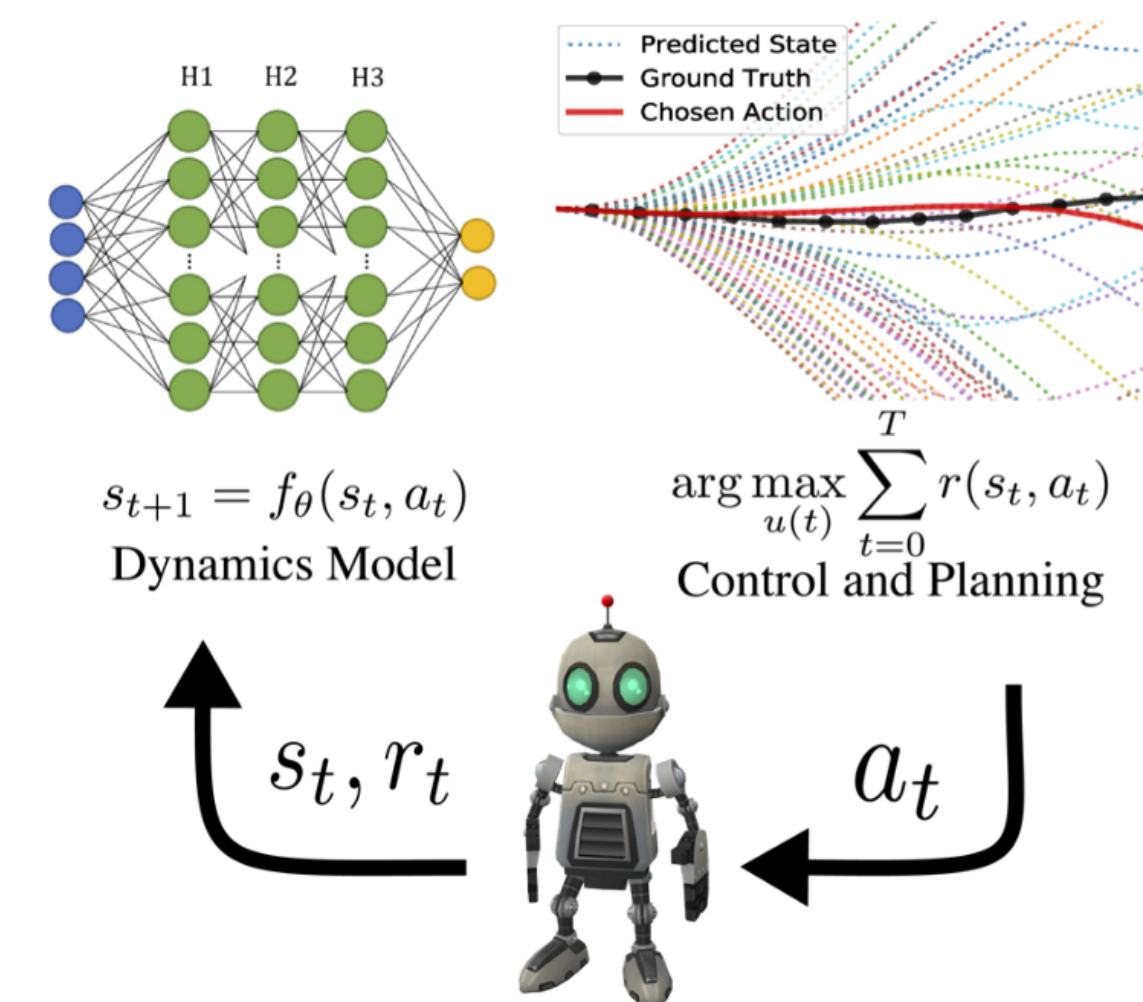 H1 H2 H3
Predicted State
Ground Truth
Chosen Action
s_{t+1} = f_θ(s_t, a_t)
Dynamics Model
arg max_{u(t)} ∑_{t=0}^{T} r(s_t, a_t)
Control and Planning
s_t, r_t
a_t